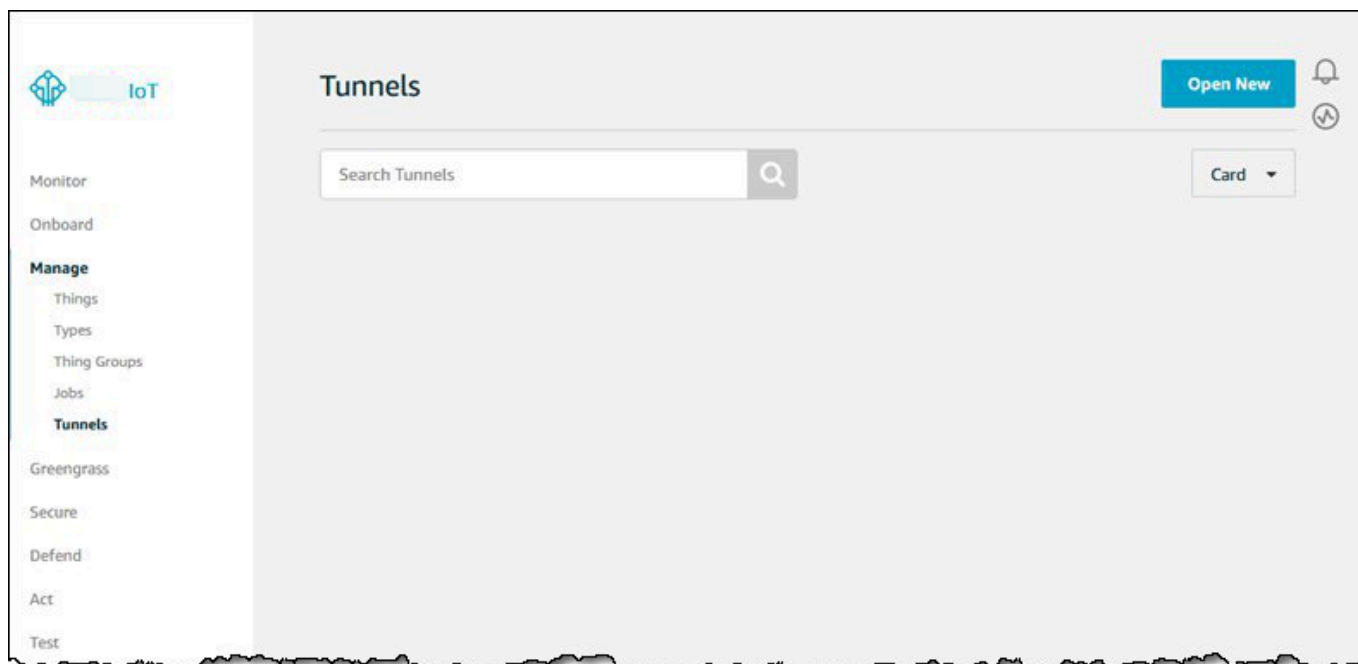 IoT
Monitor
Onboard
Manage
Things
Types
Thing Groups
Jobs
Tunnels
Greengrass
Secure
Defend
Act
Test
Tunnels
Open New
Search Tunnels
Card